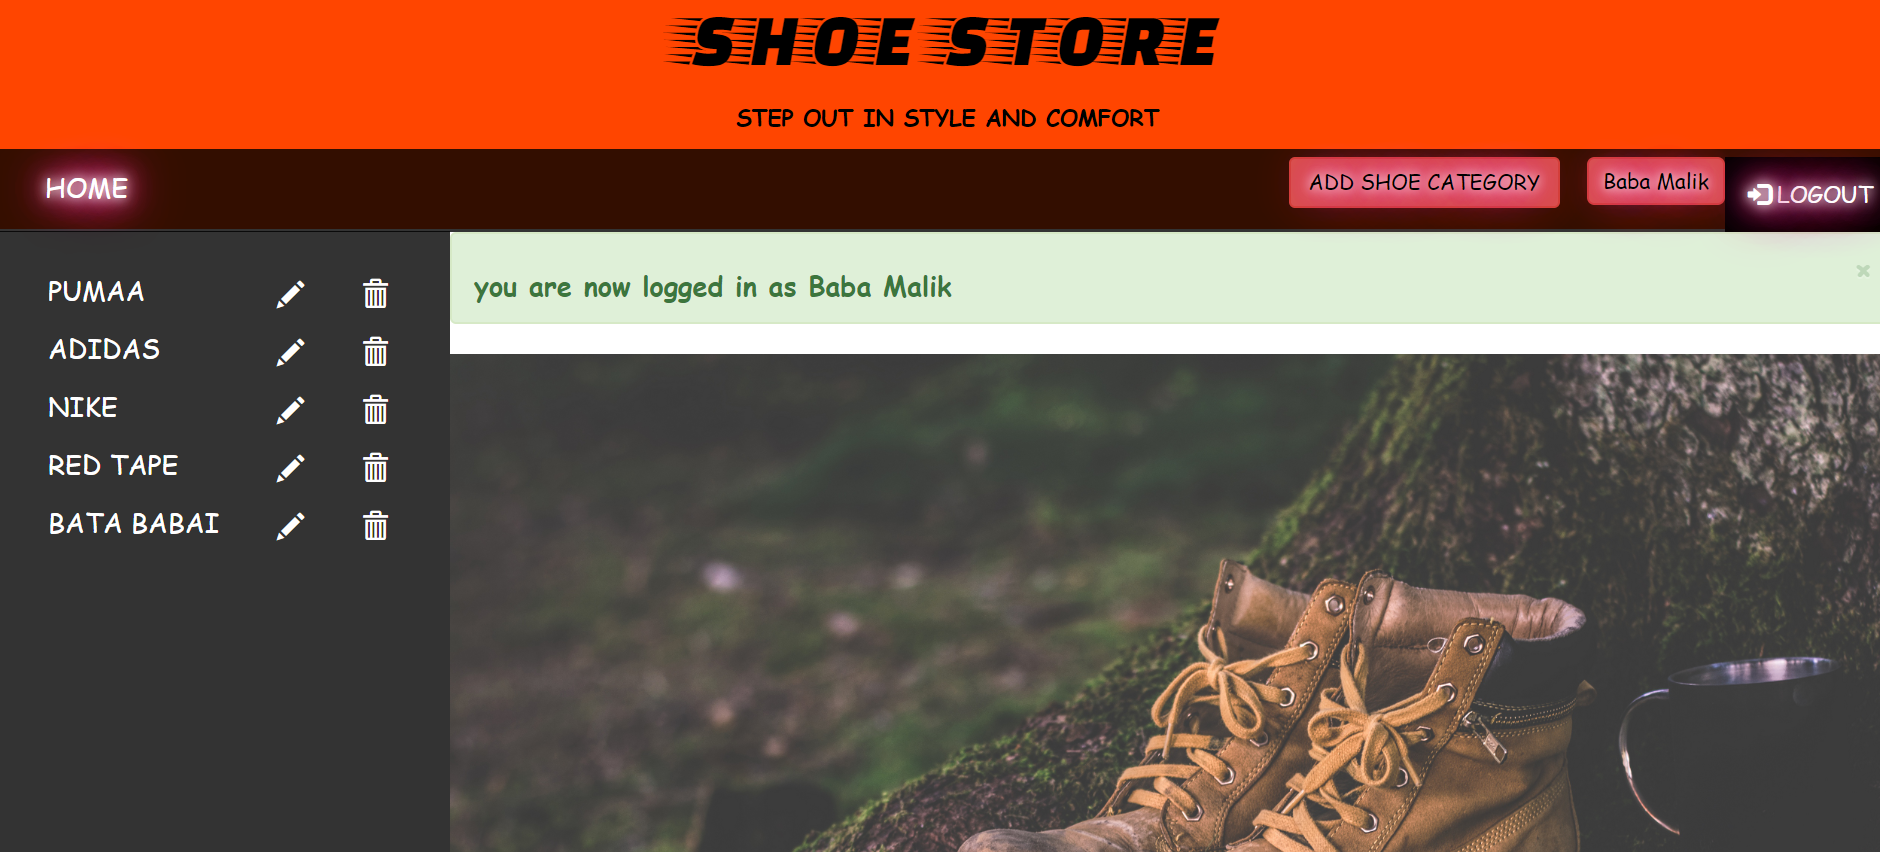 SHOE STORE
STEP OUT IN STYLE AND COMFORT
HOME
ADD SHOE CATEGORY
Baba Malik
LOGOUT
you are now logged in as Baba Malik
×
PUMAA
ADIDAS
NIKE
RED TAPE
BATA BABAI